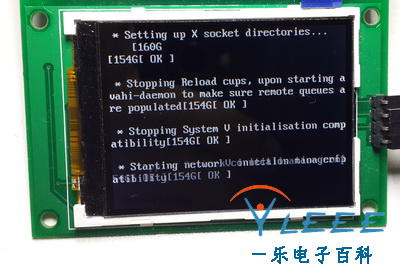 * Setting up X socket directories...
[160G
[154G[ OK ]
* Stopping Reload cups, upon starting a
vahi-daemon to make sure remote queues a
re populated[154G[ OK ]
* Stopping System V initialisation comp
atibility[154G[ OK ]
* Starting network connection manager
atibility[154G[ OK ]
YLEEE
一乐电子百科